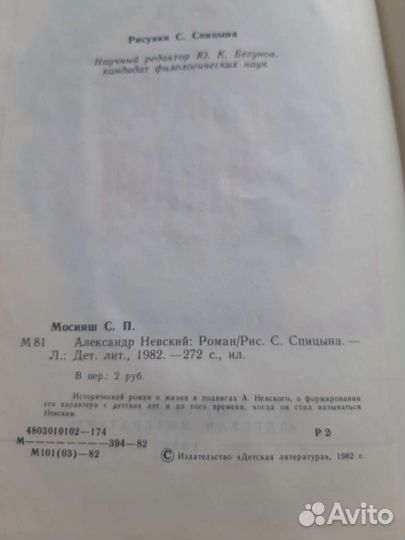 Рисунки С. Спицына
Научный редактор Ю. К. Бегунов,
кандидат филологических наук
Мосияш С. П.
М81 Александр Невский: Роман/Рис. С. Спицына. —
Л.: Дет. лит., 1982. — 272 с., ил.
В пер.: 2 руб.
Исторический роман о жизни и подвигах А. Невского, о формировании
его характера с детских лет и до того времени, когда он стал называться
Невским.
4803010102—174
М——————394—82
М101(03)—82
Р2
© Издательство «Детская литература», 1982 г.
Avito